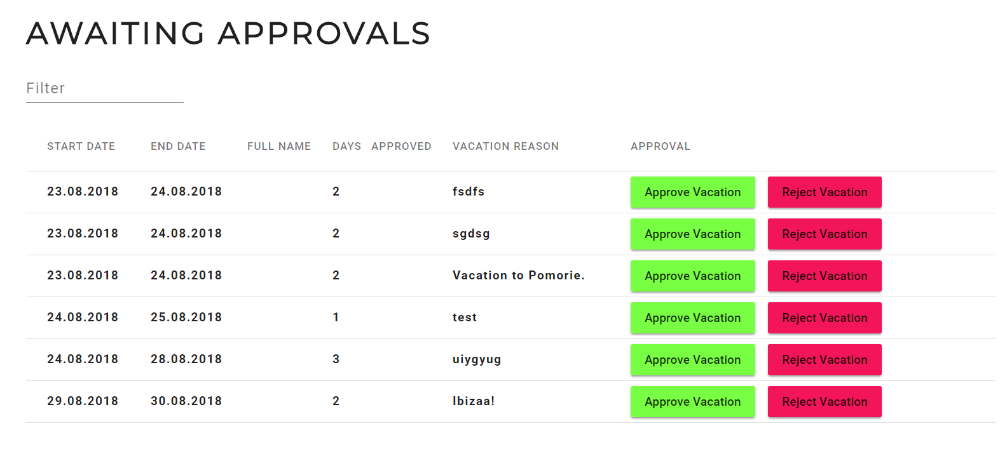 AWAITING APPROVALS
Filter
START DATE END DATE FULL NAME DAYS APPROVED VACATION REASON APPROVAL
23.08.2018 24.08.2018 2 fsdfs Approve Vacation Reject Vacation
23.08.2018 24.08.2018 2 sgdsg Approve Vacation Reject Vacation
23.08.2018 24.08.2018 2 Vacation to Pomorie. Approve Vacation Reject Vacation
24.08.2018 25.08.2018 1 test Approve Vacation Reject Vacation
24.08.2018 28.08.2018 3 uiygyug Approve Vacation Reject Vacation
29.08.2018 30.08.2018 2 Ibizaa! Approve Vacation Reject Vacation